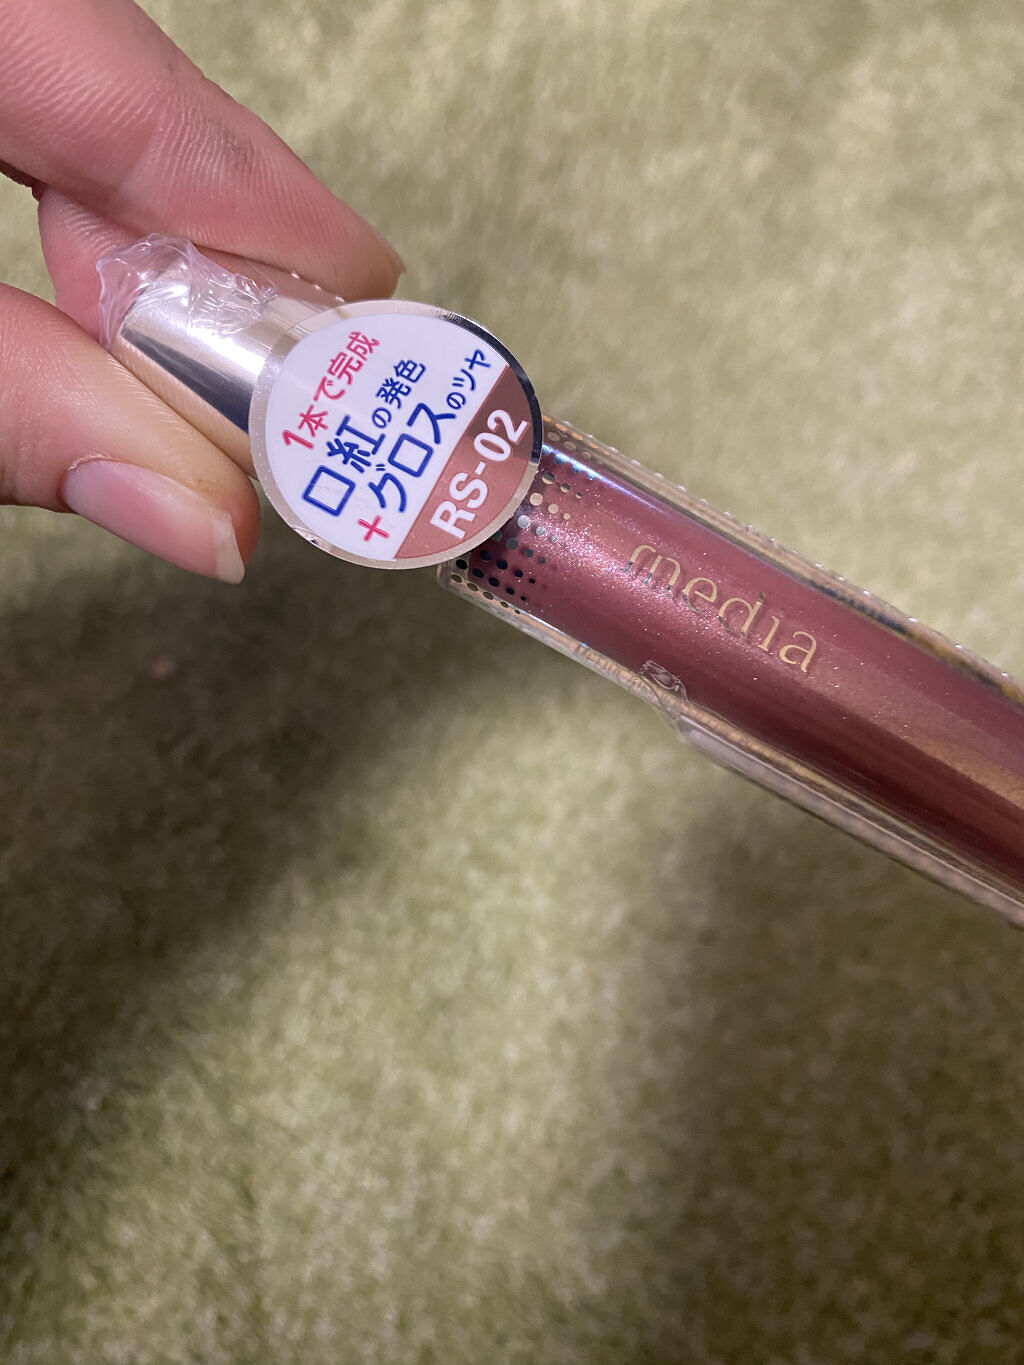 1本で完成
口紅の発色
+グロスのツヤ
RS-02
media